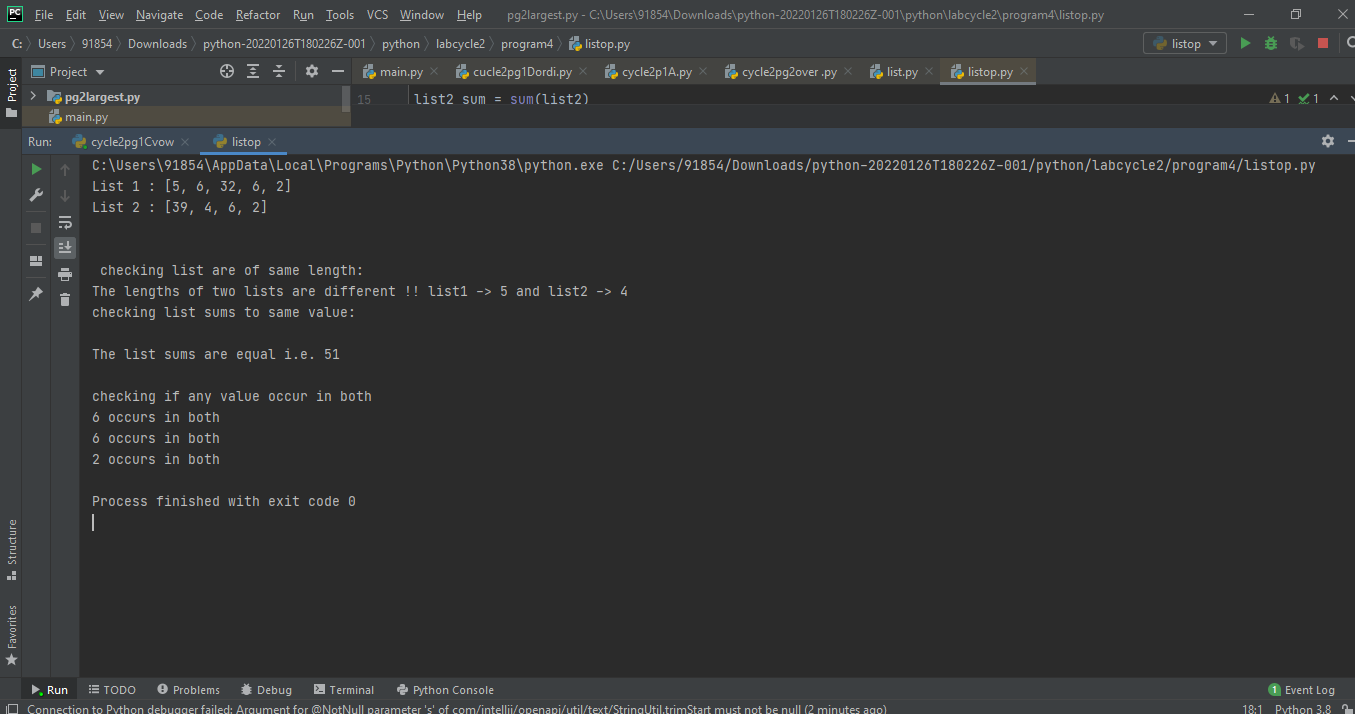 PC File Edit View Navigate Code Refactor Run Tools VCS Window Help pg2largest.py - C:\Users\91854\Downloads\python-20220126T180226Z-001\python\labcycle2\program4\listop.py
C: Users 91854 Downloads python-20220126T180226Z-001 python labcycle2 program4 listop.py listop
Project Project main.py cucle2pg1Dordi.py cycle2p1A.py cycle2pg2over .py list.py listop.py
pg2largest.py 15 list2_sum = sum(list2) 1 1
main.py
Run: cycle2pg1Cvow listop
C:\Users\91854\AppData\Local\Programs\Python\Python38\python.exe C:/Users/91854/Downloads/python-20220126T180226Z-001/python/labcycle2/program4/listop.py
List 1 : [5, 6, 32, 6, 2]
List 2 : [39, 4, 6, 2]
checking list are of same length:
The lengths of two lists are different !! list1 -> 5 and list2 -> 4
checking list sums to same value:
The list sums are equal i.e. 51
checking if any value occur in both
6 occurs in both
6 occurs in both
2 occurs in both
Process finished with exit code 0
Structure
Favorites
Run TODO Problems Debug Terminal Python Console 1 Event Log
Connection to Python debugger failed: Argument for @NotNull parameter 's' of com/intellij/openapi/util/text/StringUtil.trimStart must not be null (2 minutes ago) 18:1 Python 3.8